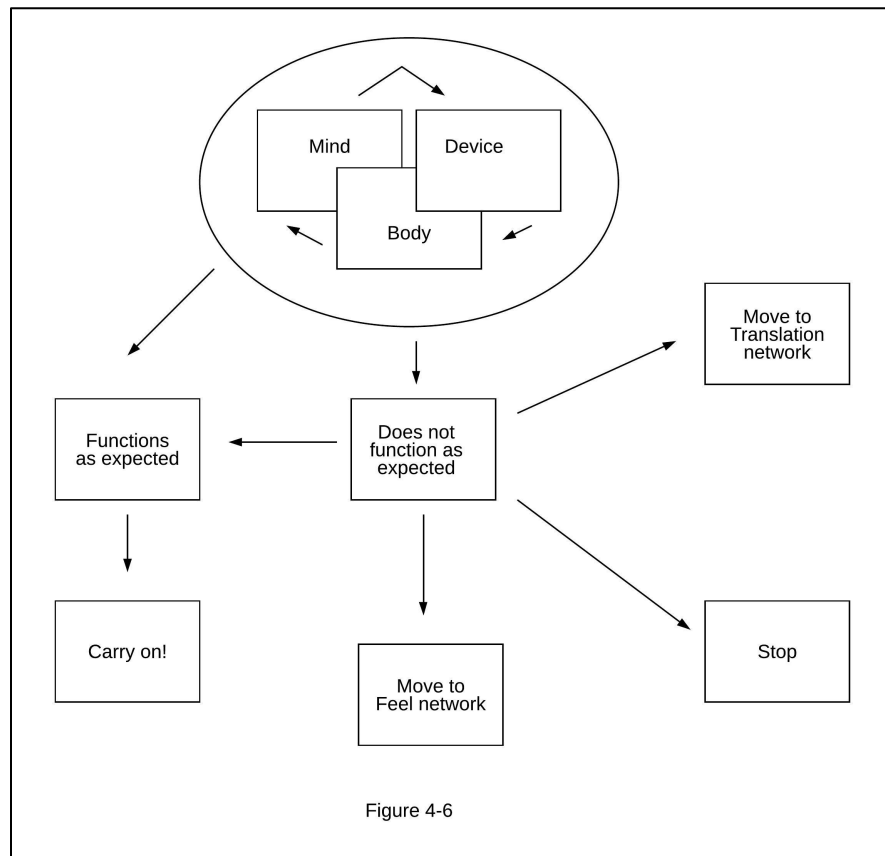 Mind
Device
Body
Move to
Translation
network
Functions
as expected
Does not
function as
expected
Carry on!
Move to
Feel network
Stop
Figure 4-6